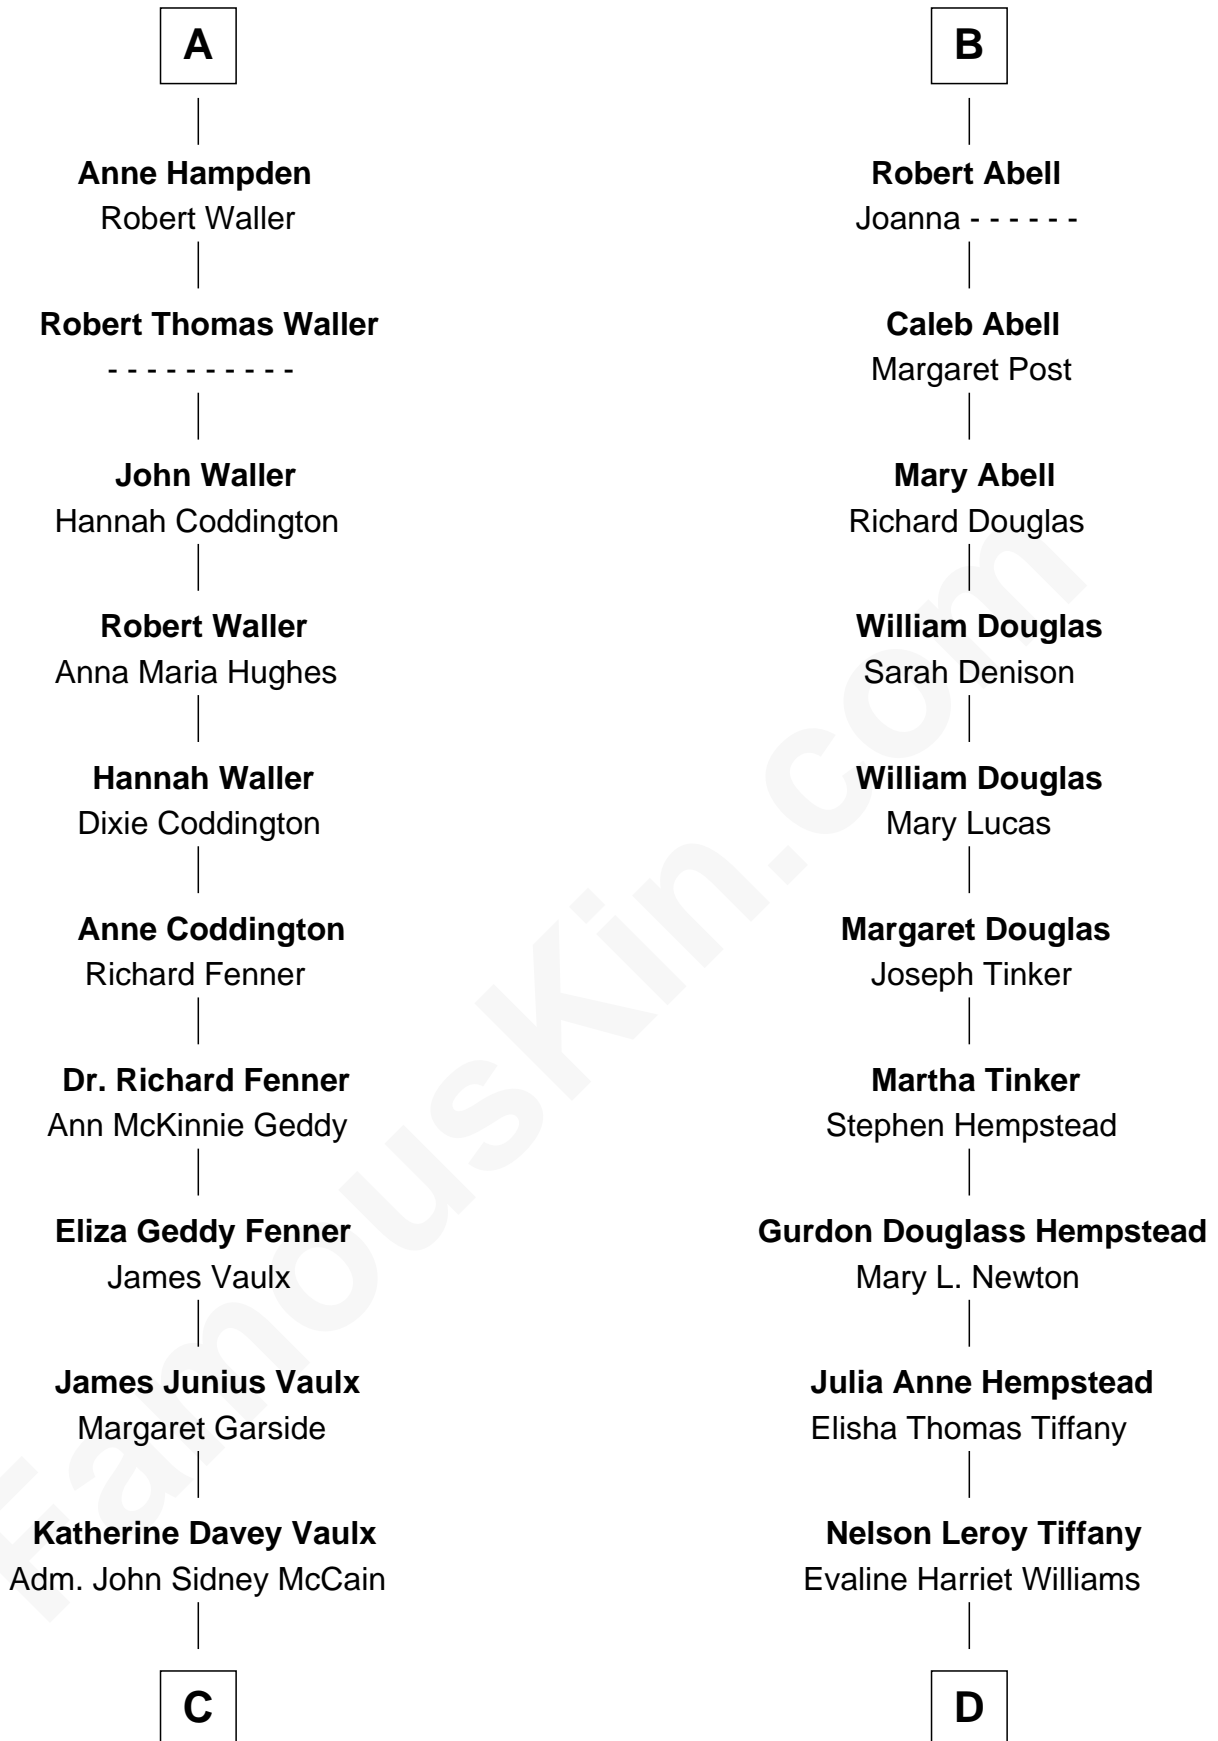 A
Anne Hampden
Robert Waller
Robert Thomas Waller
- - - - - - - - - -
John Waller
Hannah Coddington
Robert Waller
Anna Maria Hughes
Hannah Waller
Dixie Coddington
Anne Coddington
Richard Fenner
Dr. Richard Fenner
Ann McKinnie Geddy
Eliza Geddy Fenner
James Vaulx
James Junius Vaulx
Margaret Garside
Katherine Davey Vaulx
Adm. John Sidney McCain
C
B
Robert Abell
Joanna - - - - - -
Caleb Abell
Margaret Post
Mary Abell
Richard Douglas
William Douglas
Sarah Denison
William Douglas
Mary Lucas
Margaret Douglas
Joseph Tinker
Martha Tinker
Stephen Hempstead
Gurdon Douglass Hempstead
Mary L. Newton
Julia Anne Hempstead
Elisha Thomas Tiffany
Nelson Leroy Tiffany
Evaline Harriet Williams
D
FamousKin.com